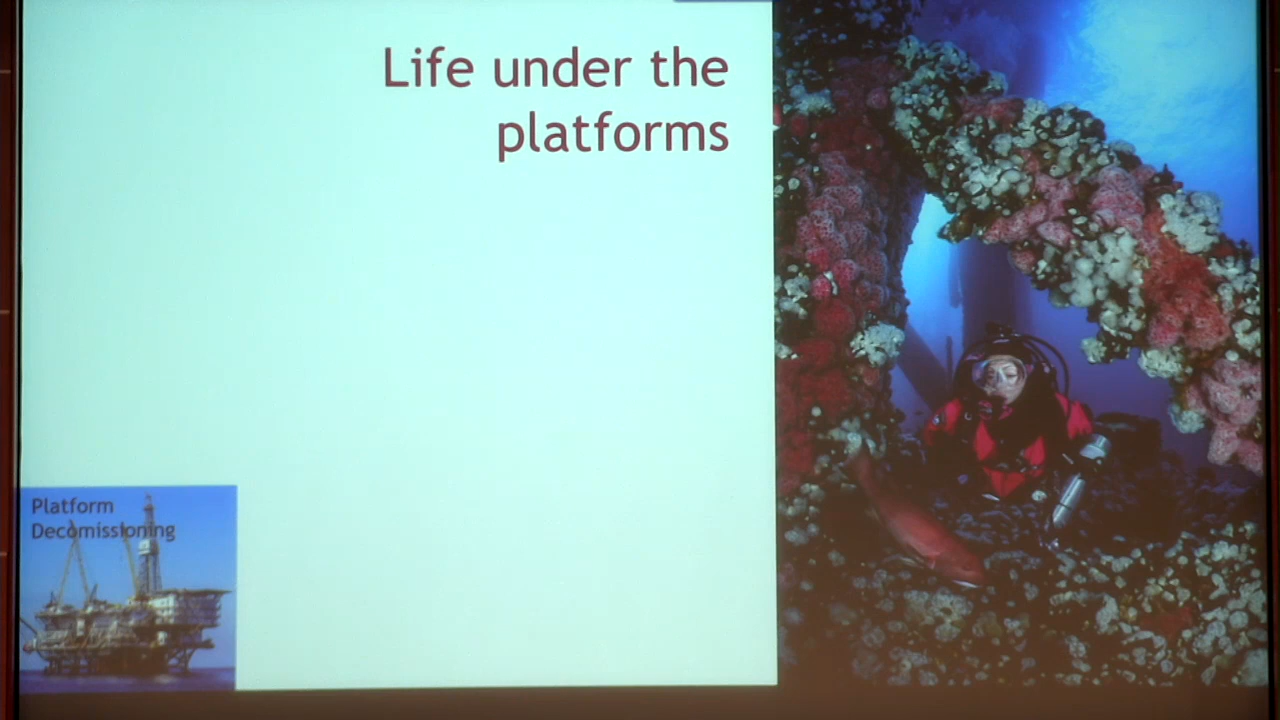 Life under the
platforms
Platform
Decomissioning